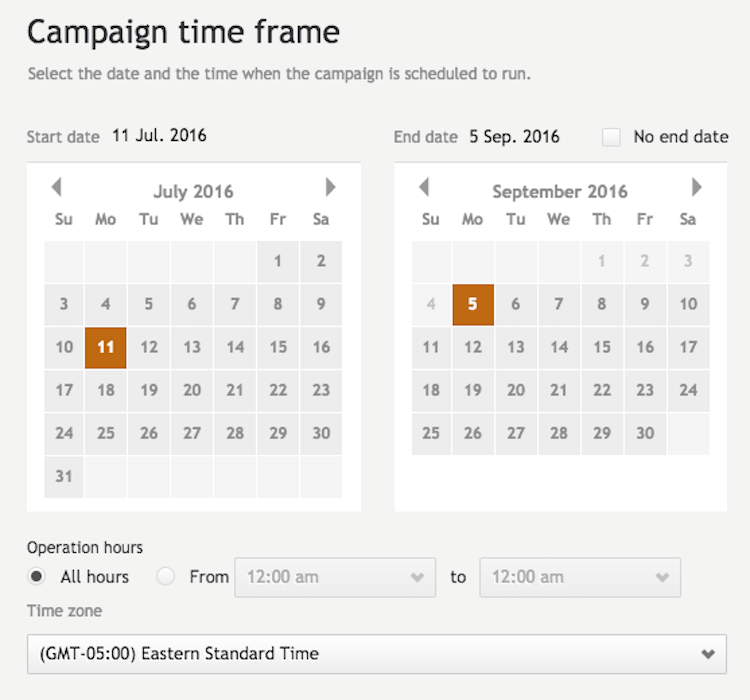 Campaign time frame
Select the date and the time when the campaign is scheduled to run.
Start date 11 Jul. 2016
End date 5 Sep. 2016 No end date
July 2016
Su Mo Tu We Th Fr Sa
1 2
3 4 5 6 7 8 9
10 11 12 13 14 15 16
17 18 19 20 21 22 23
24 25 26 27 28 29 30
31
September 2016
Su Mo Tu We Th Fr Sa
1 2 3
4 5 6 7 8 9 10
11 12 13 14 15 16 17
18 19 20 21 22 23 24
25 26 27 28 29 30
Operation hours
All hours From 12:00 am to 12:00 am
Time zone
(GMT-05:00) Eastern Standard Time